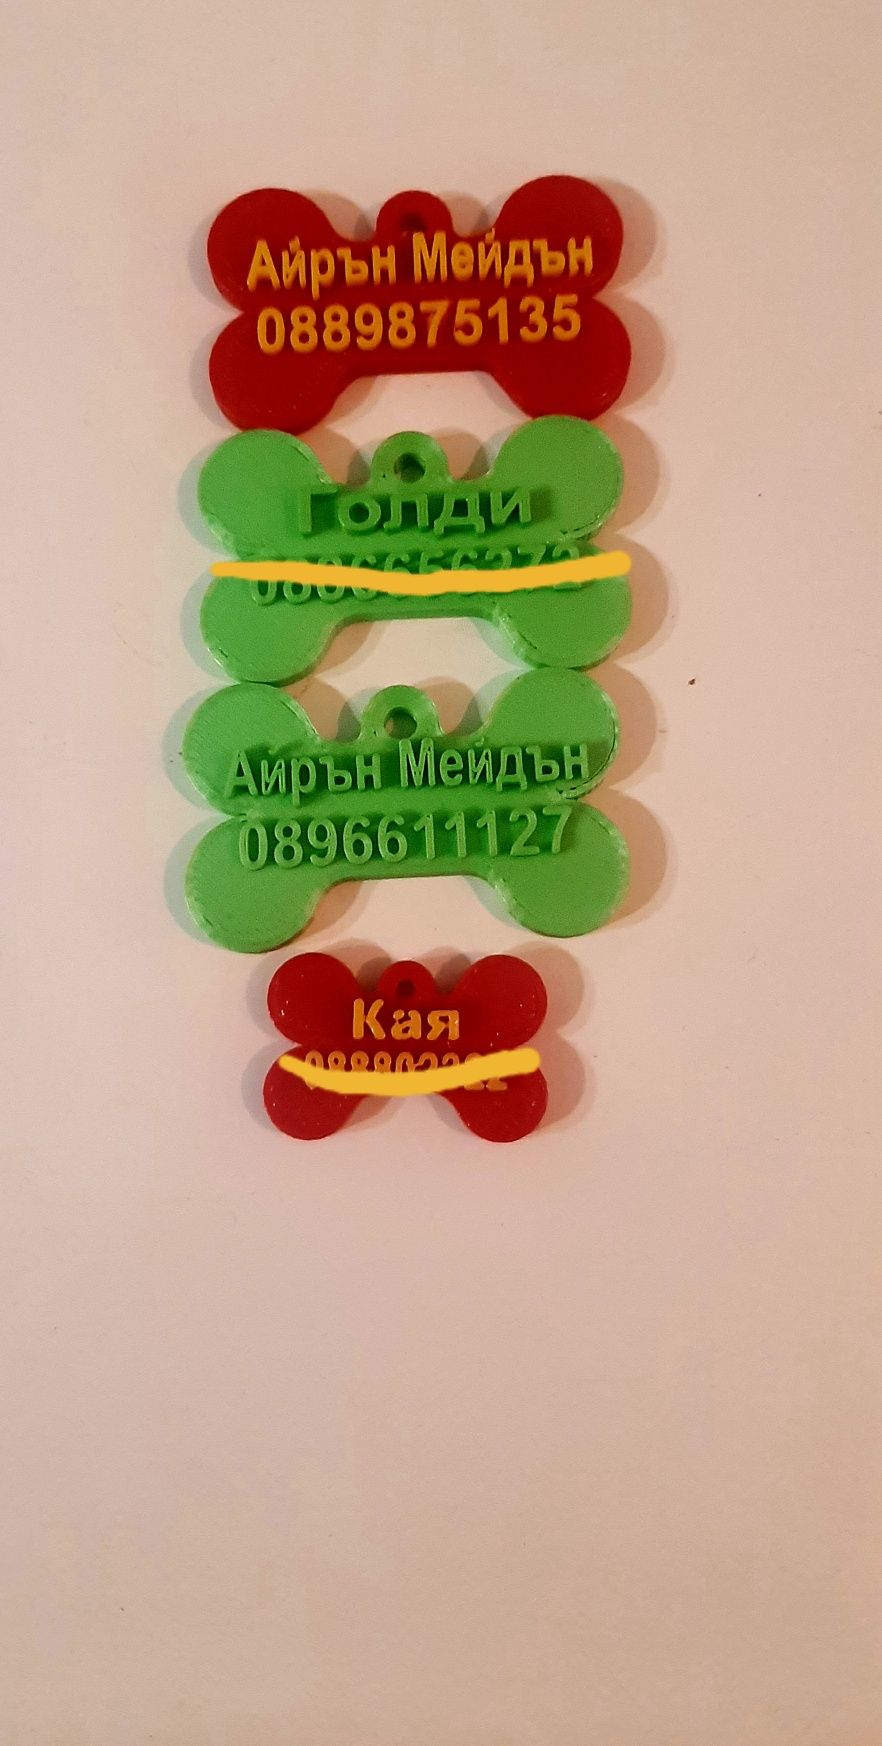 Айрън Мейдън
0889875135
Голди
Айрън Мейдън
0896611127
Кая